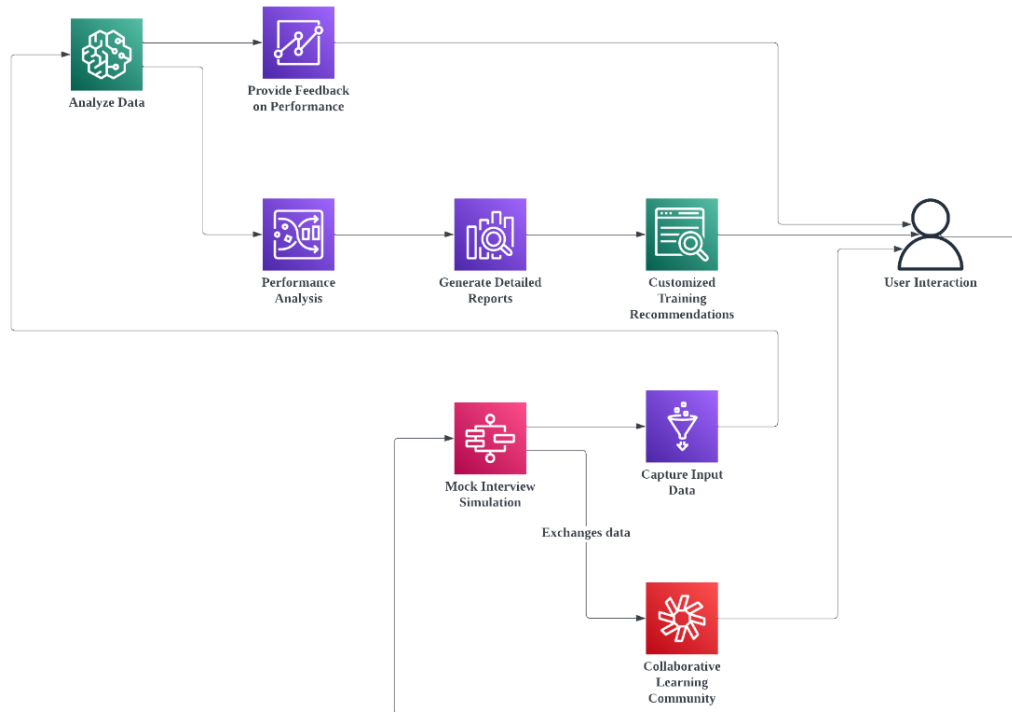 Analyze Data
Provide Feedback
on Performance
Performance
Analysis
Generate Detailed
Reports
Customized
Training
Recommendations
User Interaction
Mock Interview
Simulation
Capture Input
Data
Exchanges data
Collaborative
Learning
Community